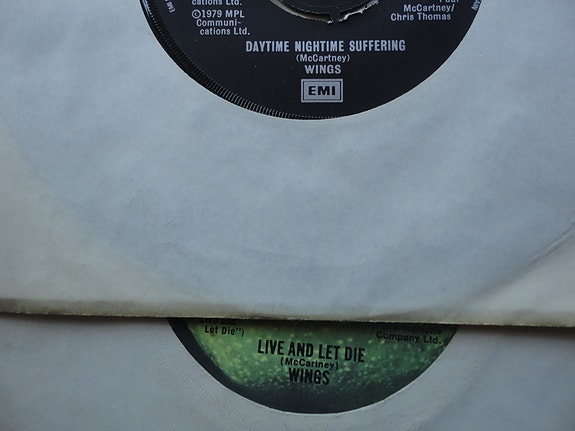 cations Ltd.
©1979 MPL
Communi-
cations Ltd.
McCartney/
Chris Thomas
DAYTIME NIGHTIME SUFFERING
(McCartney)
WINGS
EMI
Let Die")
Company, Ltd.
LIVE AND LET DIE
(McCartney)
WINGS